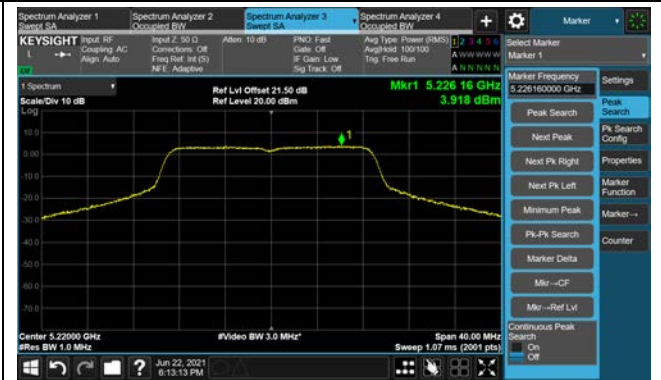 Spectrum Analyzer 1
Swept SA
Spectrum Analyzer 2
Occupied BW
Spectrum Analyzer 3
Swept SA
Spectrum Analyzer 4
Occupied BW
Marker
KEYSIGHT
L
Input: RF
Coupling: AC
Align: Auto
Input Z: 50 Ω
Corrections: Off
Freq Ref: Int (S)
NFE: Adaptive
Atten: 10 dB
PNO: Fast
Gate: Off
IF Gain: Low
Sig Track: Off
Avg Type: Power (RMS)
Avg|Hold: 100/100
Trig: Free Run
1 2 3 4 5 6
A W W W W W
A N N N N N
Select Marker
Marker 1
1 Spectrum
Scale/Div 10 dB
Log
Ref Lvl Offset 21.50 dB
Ref Level 20.00 dBm
Mkr1 5.226 16 GHz
3.918 dBm
10.0
0.00
-10.0
-20.0
-30.0
-40.0
-50.0
-60.0
-70.0
1
Center 5.22000 GHz
#Res BW 1.0 MHz
#Video BW 3.0 MHz*
Span 40.00 MHz
Sweep 1.07 ms (2001 pts)
Marker Frequency
5.226160000 GHz
Peak Search
Next Peak
Next Pk Right
Next Pk Left
Minimum Peak
Pk-Pk Search
Marker Delta
Mkr→CF
Mkr→Ref Lvl
Continuous Peak
Search
On
Off
Settings
Peak
Search
Pk Search
Config
Properties
Marker
Function
Marker→
Counter
Jun 22, 2021
6:13:13 PM